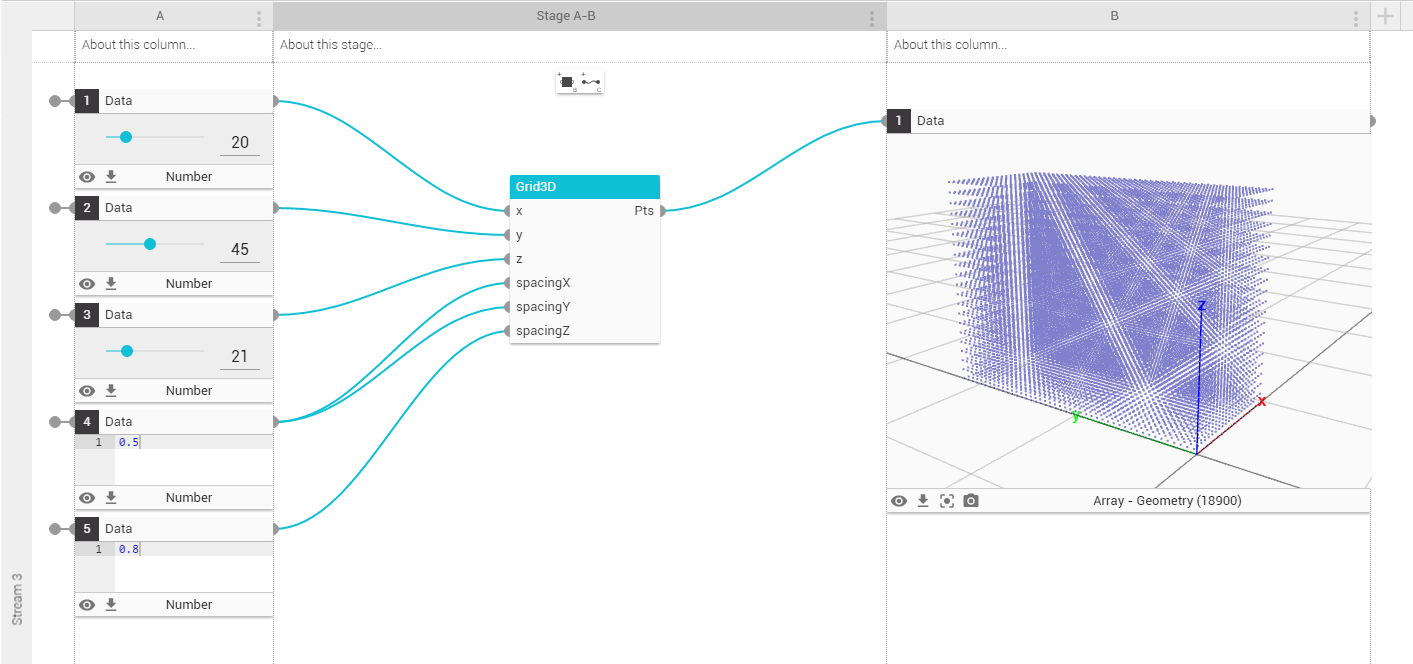 A
Stage A-B
B
About this column...
About this stage...
About this column...
B
C
1 Data
20
Number
2 Data
45
Number
3 Data
21
Number
4 Data
1 0.5
Number
5 Data
1 0.8
Number
Grid3D
x
Pts
y
z
spacingX
spacingY
spacingZ
1 Data
z
x
y
Array - Geometry (18900)
Stream 3